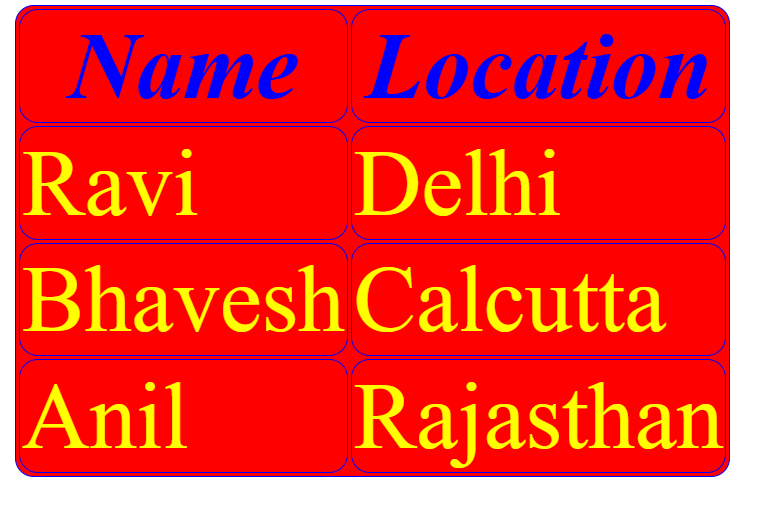 Name Location
Ravi Delhi
Bhavesh Calcutta
Anil Rajasthan